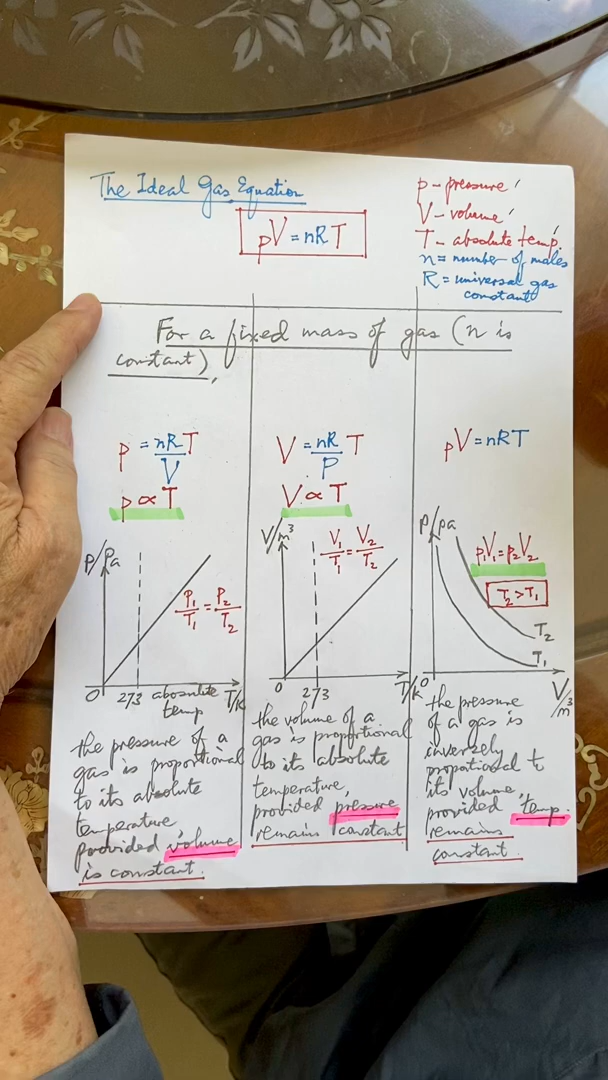 The Ideal Gas Equation
pV = nRT
p - pressure
V - volume
T - absolute temp.
n = number of moles
R = universal gas
constant
For a fixed mass of gas (n is
constant),
p = nR/V T
p ∝ T
P/Pa
P₁/T₁ = P₂/T₂
0
273
absolute
temp
T/K
the pressure of a
gas is proportional
to its absolute
temperature
provided volume
is constant.
V = nR/P T
V ∝ T
V/m³
V₁/T₁ = V₂/T₂
0
273
T/K
the volume of a
gas is proportional
to its absolute
temperature,
provided pressure
remains constant
pV = nRT
P/pa
p₁V₁ = p₂V₂
T₂ > T₁
T₂
T₁
0
V/m³
the pressure
of a gas is
inversely
propotional to
its volume,
provided temp.
remains
constant.